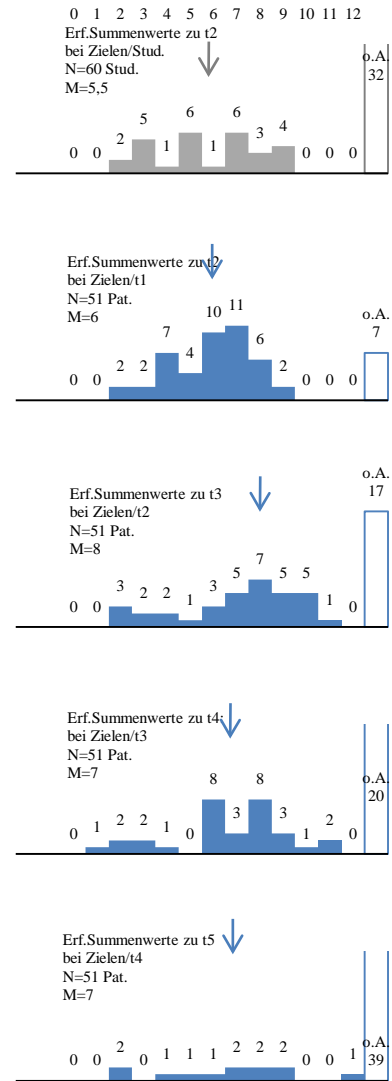 0 1 2 3 4 5 6 7 8 9 10 11 12
Erf.Summenwerte zu t2
bei Zielen/Stud.
N=60 Stud.
M=5,5
o.A.
32
0 0 2 5 1 6 1 6 3 4 0 0 0
Erf.Summenwerte zu t2
bei Zielen/t1
N=51 Pat.
M=6
o.A.
7
0 0 2 2 7 4 10 11 6 2 0 0 0
Erf.Summenwerte zu t3
bei Zielen/t2
N=51 Pat.
M=8
o.A.
17
0 0 3 2 2 1 3 5 7 5 5 1 0
Erf.Summenwerte zu t4:
bei Zielen/t3
N=51 Pat.
M=7
o.A.
20
0 1 2 2 1 0 8 3 8 3 1 2 0
Erf.Summenwerte zu t5
bei Zielen/t4
N=51 Pat.
M=7
o.A.
39
0 0 2 0 1 1 1 2 2 2 0 0 1